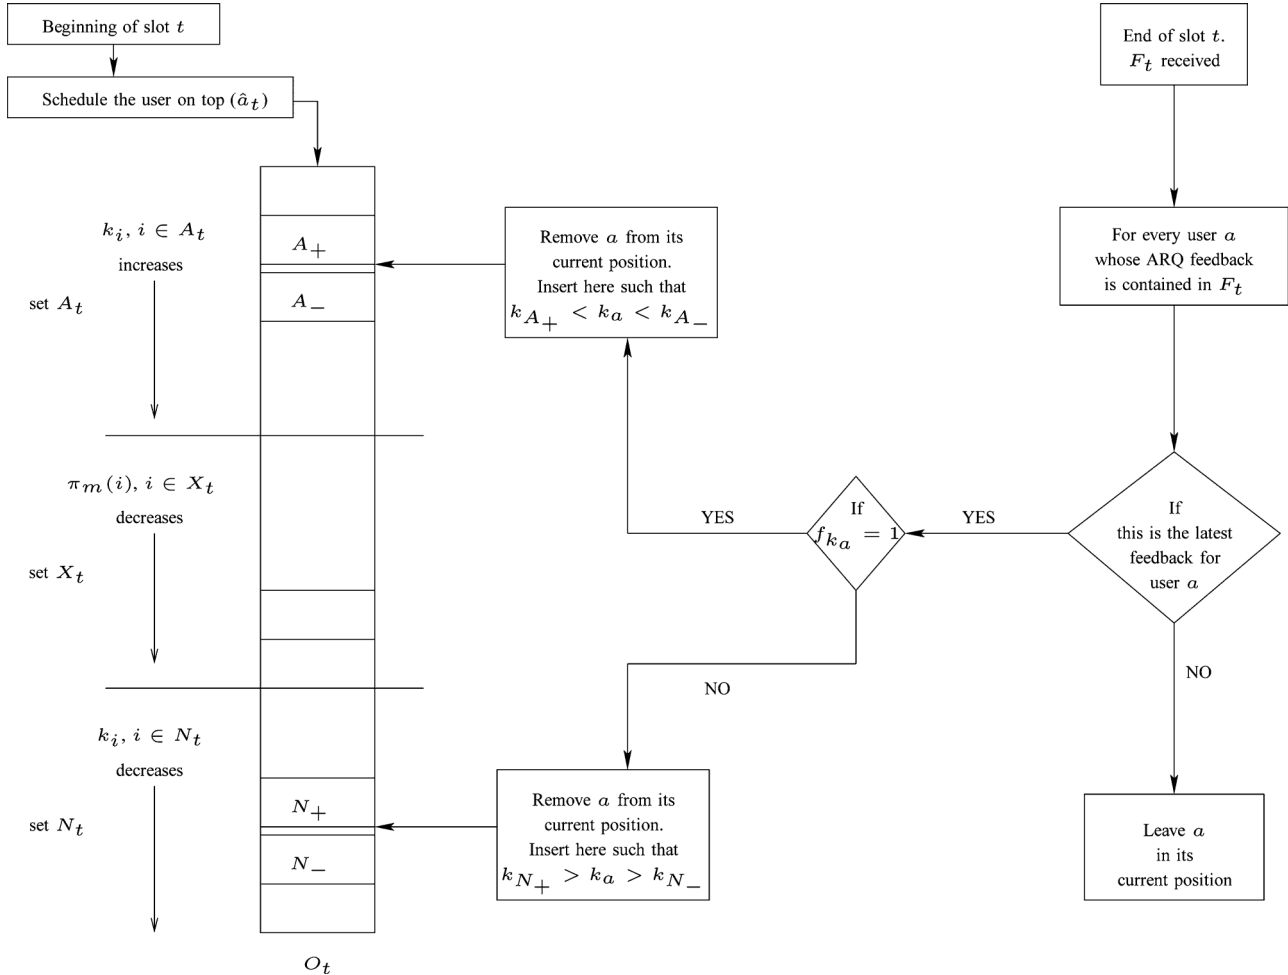 Beginning of slot t
Schedule the user on top (â_t)
k_i, i ∈ A_t
increases
set A_t
A_+
A_−
π_m(i), i ∈ X_t
decreases
set X_t
k_i, i ∈ N_t
decreases
set N_t
N_+
N_−
O_t
Remove a from its
current position.
Insert here such that
k_{A_+} < k_a < k_{A_−}
YES
If
f_{k_a} = 1
YES
NO
Remove a from its
current position.
Insert here such that
k_{N_+} > k_a > k_{N_−}
End of slot t.
F_t received
For every user a
whose ARQ feedback
is contained in F_t
If
this is the latest
feedback for
user a
NO
Leave a
in its
current position